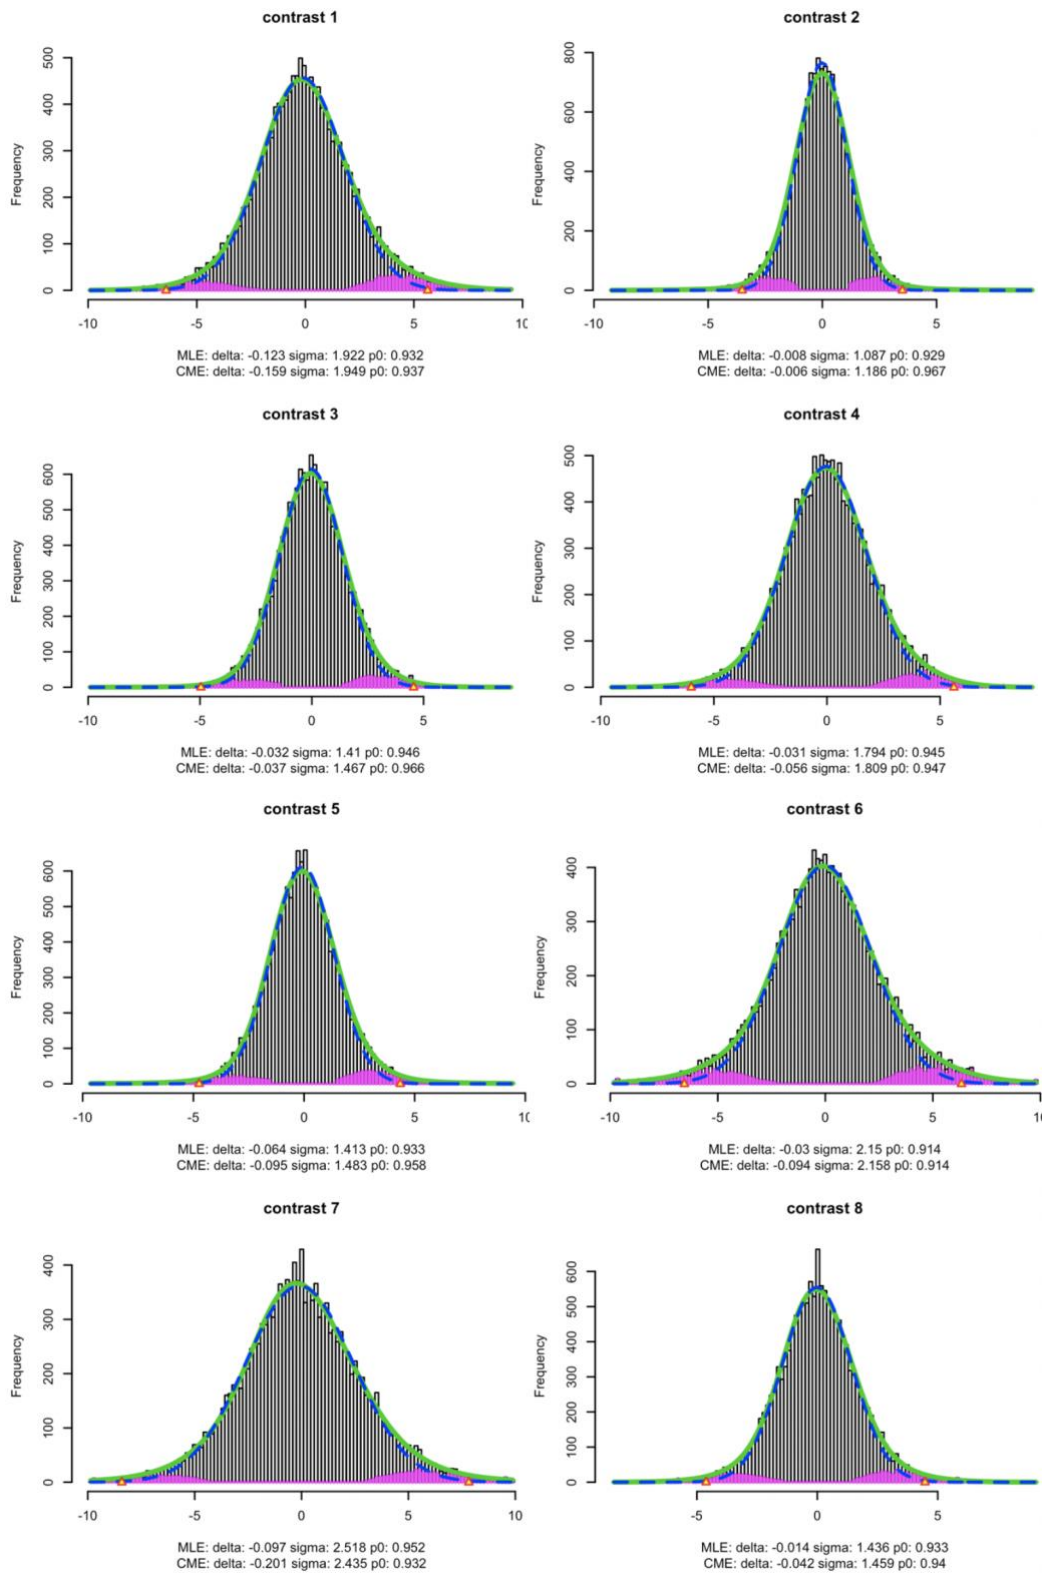 contrast 1
500
400
300
200
100
0
Frequency
-10 -5 0 5 10
MLE: delta: -0.123 sigma: 1.922 p0: 0.932
CME: delta: -0.159 sigma: 1.949 p0: 0.937
contrast 2
800
600
400
200
0
Frequency
-10 -5 0 5
MLE: delta: -0.008 sigma: 1.087 p0: 0.929
CME: delta: -0.006 sigma: 1.186 p0: 0.967
contrast 3
600
500
400
300
200
100
0
Frequency
-10 -5 0 5
MLE: delta: -0.032 sigma: 1.41 p0: 0.946
CME: delta: -0.037 sigma: 1.467 p0: 0.966
contrast 4
500
400
300
200
100
0
Frequency
-10 -5 0 5
MLE: delta: -0.031 sigma: 1.794 p0: 0.945
CME: delta: -0.056 sigma: 1.809 p0: 0.947
contrast 5
600
500
400
300
200
100
0
Frequency
-10 -5 0 5 10
MLE: delta: -0.064 sigma: 1.413 p0: 0.933
CME: delta: -0.095 sigma: 1.483 p0: 0.958
contrast 6
400
300
200
100
0
Frequency
-10 -5 0 5 10
MLE: delta: -0.03 sigma: 2.15 p0: 0.914
CME: delta: -0.094 sigma: 2.158 p0: 0.914
contrast 7
400
300
200
100
0
Frequency
-10 -5 0 5 10
MLE: delta: -0.097 sigma: 2.518 p0: 0.952
CME: delta: -0.201 sigma: 2.435 p0: 0.932
contrast 8
600
500
400
300
200
100
0
Frequency
-5 0 5
MLE: delta: -0.014 sigma: 1.436 p0: 0.933
CME: delta: -0.042 sigma: 1.459 p0: 0.94